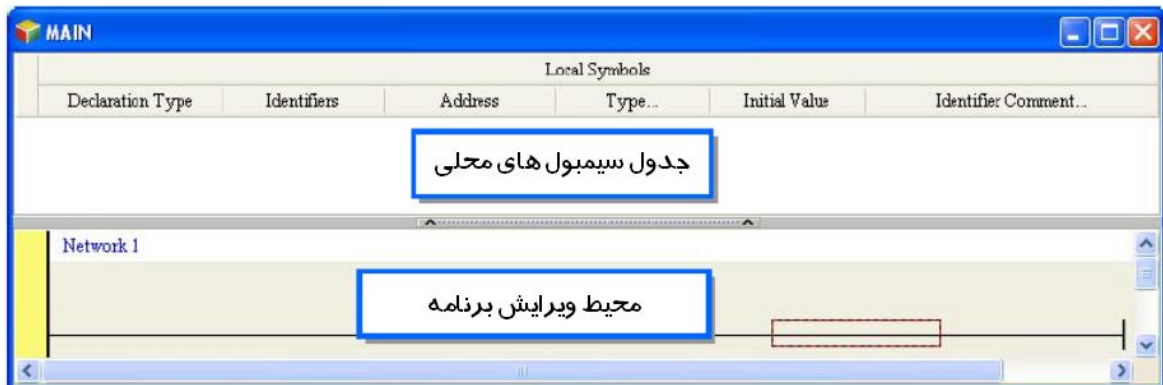 MAIN
Local Symbols
Declaration Type Identifiers Address Type... Initial Value Identifier Comment...
جدول سیمبول های محلی
Network 1
محیط ویرایش برنامه